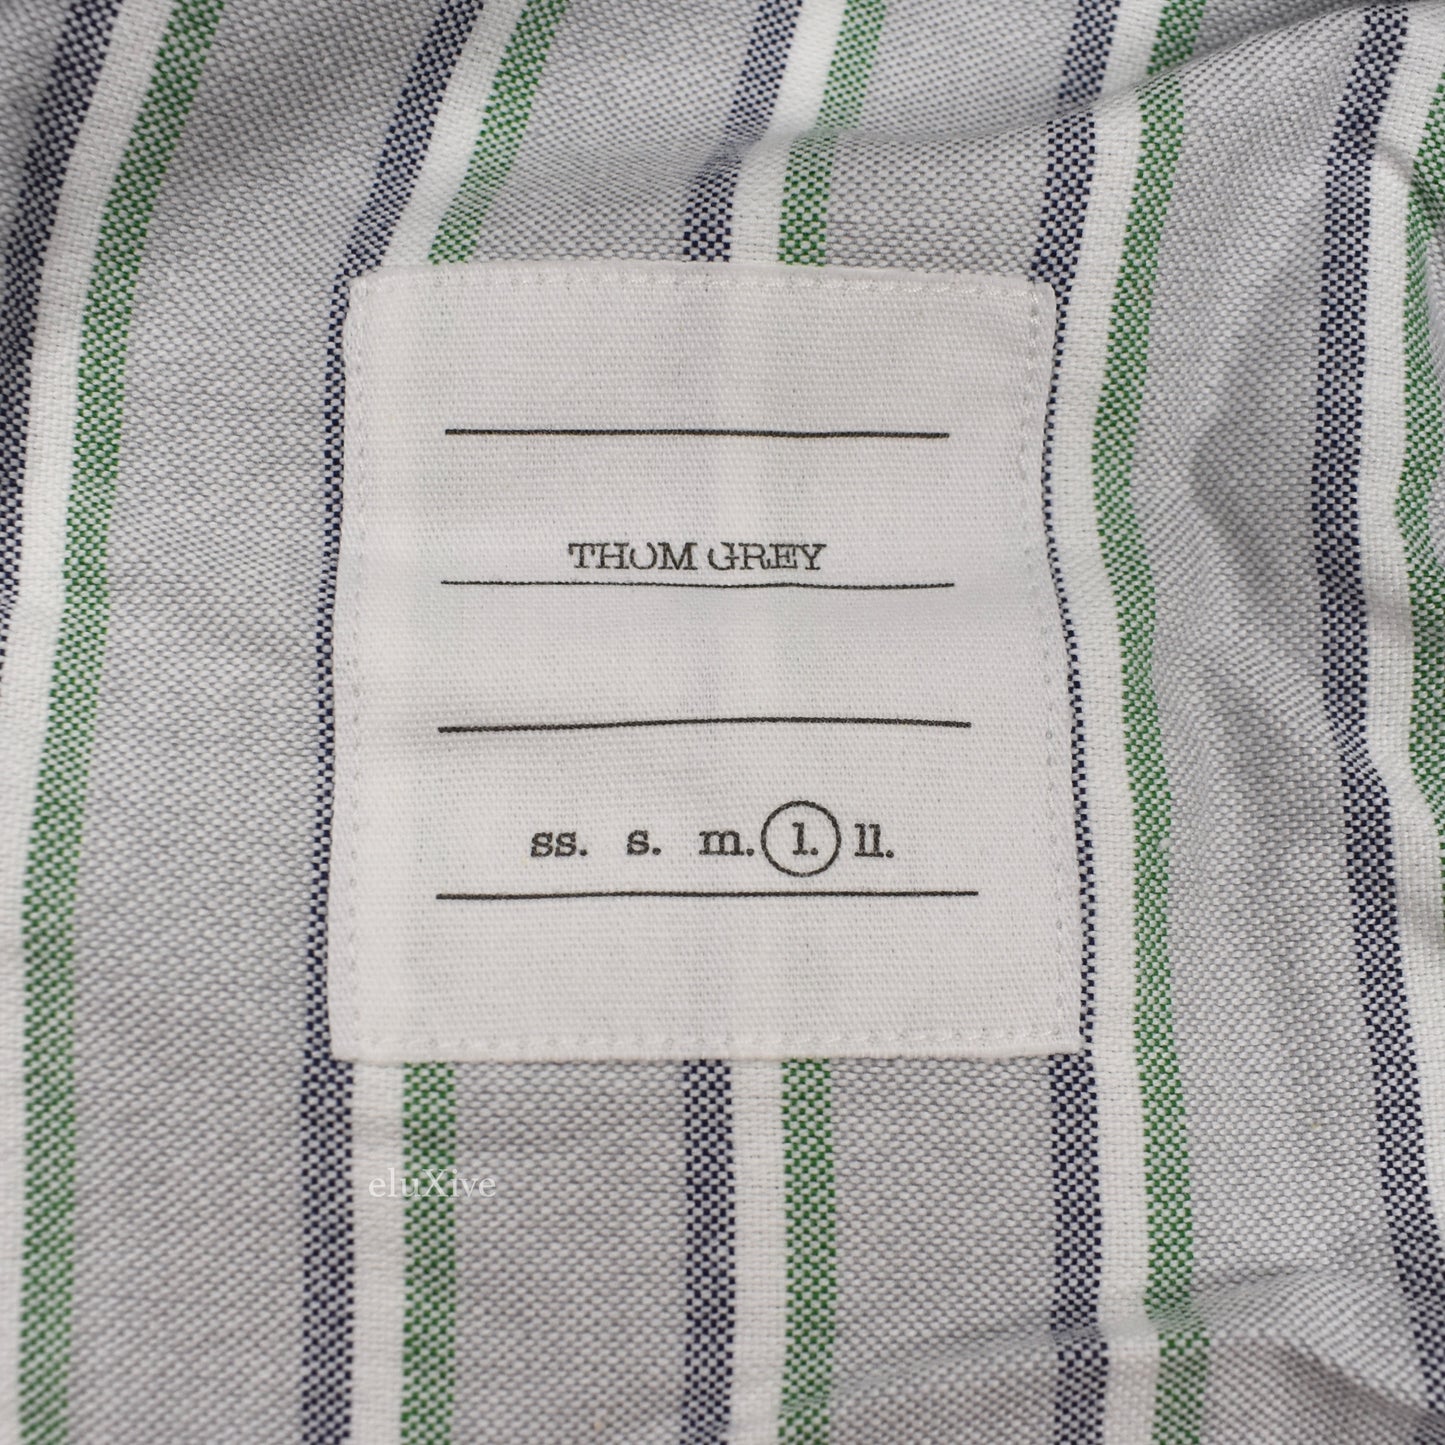 THOM GREY
ss. s. m. l. ll.
eluXive